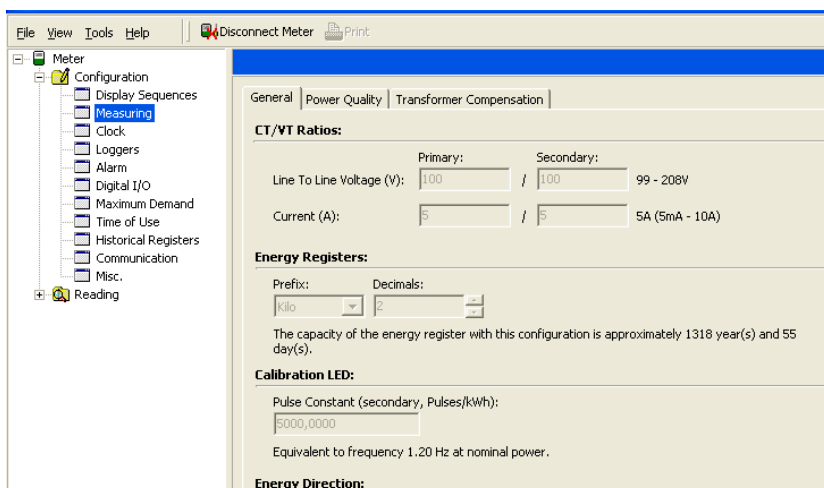 File View Tools Help Disconnect Meter Print
Meter
Configuration
Display Sequences
Measuring
Clock
Loggers
Alarm
Digital I/O
Maximum Demand
Time of Use
Historical Registers
Communication
Misc.
Reading
General Power Quality Transformer Compensation
CT/VT Ratios:
Primary: Secondary:
Line To Line Voltage (V): 100 / 100 99 - 208V
Current (A): 5 / 5 5A (5mA - 10A)
Energy Registers:
Prefix: Decimals:
Kilo 2
The capacity of the energy register with this configuration is approximately 1318 year(s) and 55
day(s).
Calibration LED:
Pulse Constant (secondary, Pulses/kWh):
5000,0000
Equivalent to frequency 1.20 Hz at nominal power.
Energy Direction: